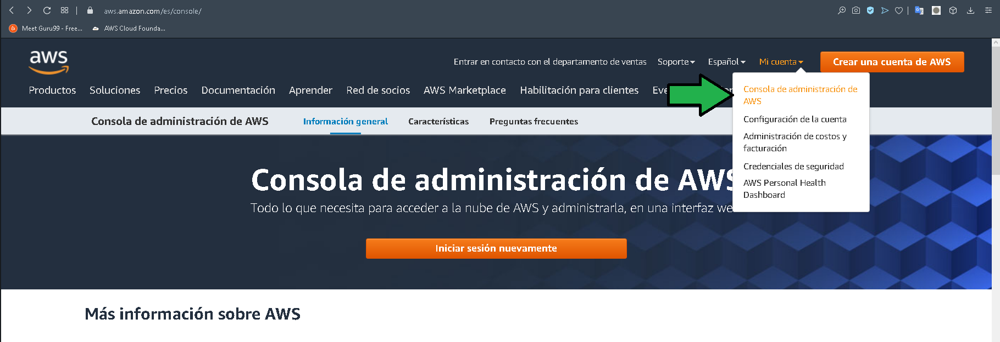 aws.amazon.com/es/console/
Meet Guru99 - Free... AWS Cloud Founda...
aws
Entrar en contacto con el departamento de ventas Soporte Español Mi cuenta Crear una cuenta de AWS
Productos Soluciones Precios Documentación Aprender Red de socios AWS Marketplace Habilitación para clientes
Consola de administración de
AWS
Configuración de la cuenta
Administración de costos y
facturación
Credenciales de seguridad
AWS Personal Health
Dashboard
Consola de administración de AWS Información general Características Preguntas frecuentes
Consola de administración de AWS
Todo lo que necesita para acceder a la nube de AWS y administrarla, en una interfaz
Iniciar sesión nuevamente
Más información sobre AWS